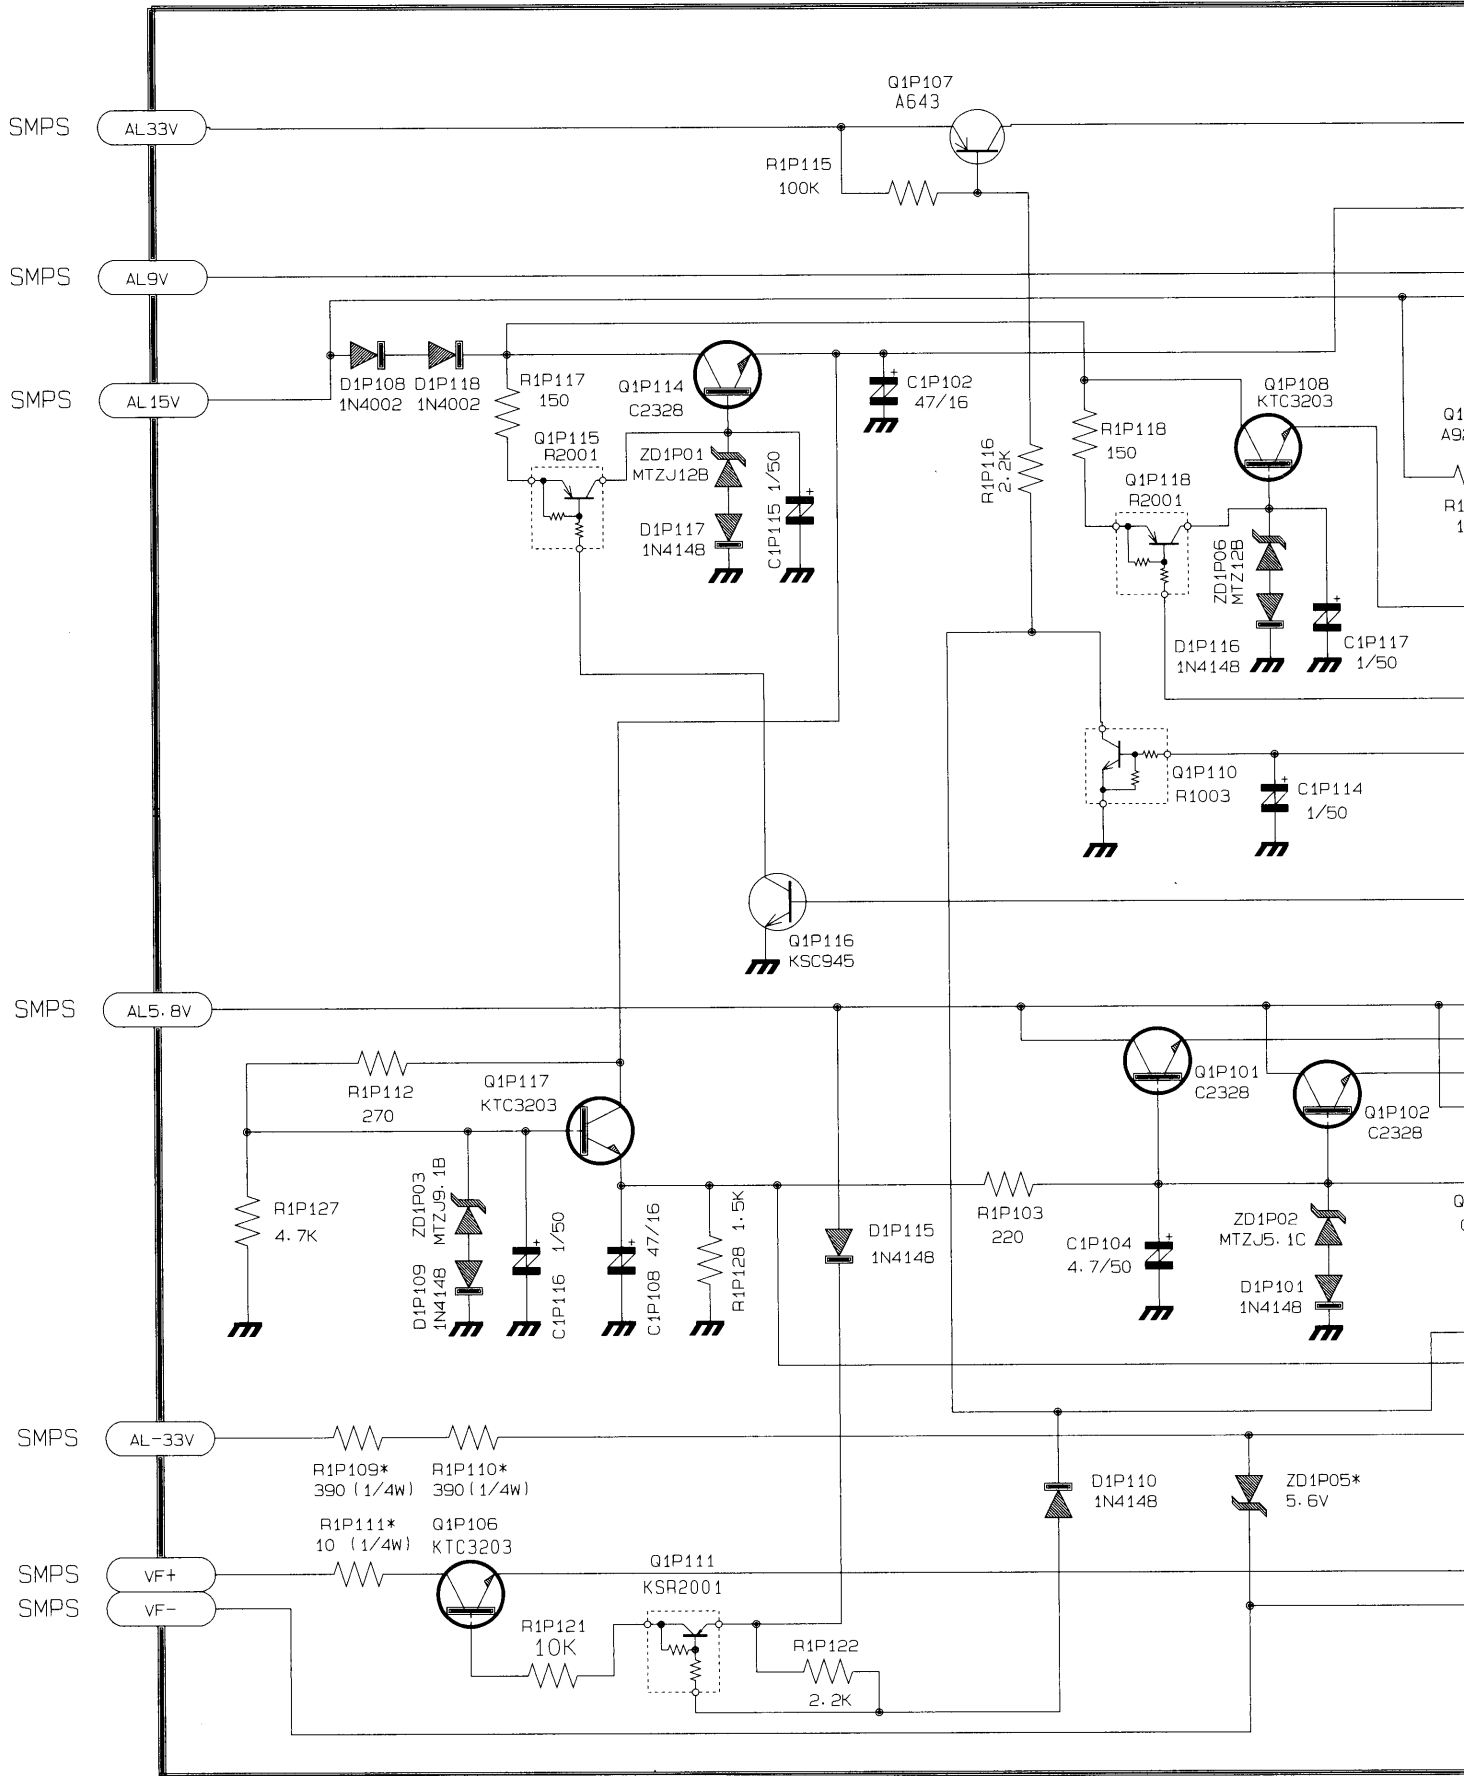 Q1P107
A643
SMPS
AL33V
R1P115
100K
SMPS
AL9V
D1P108
1N4002
D1P118
1N4002
R1P117
150
Q1P114
C2328
C1P102
47/16
Q1P108
KTC3203
SMPS
AL15V
Q1P115
R2001
ZD1P01
MTZJ12B
C1P115 1/50
+
R1P116
2.2K
R1P118
150
Q1P118
R2001
D1P117
1N4148
ZD1P06
MTZ12B
D1P116
1N4148
C1P117
1/50
Q1P110
R1003
C1P114
1/50
Q1P116
KSC945
SMPS
AL5.8V
R1P112
270
Q1P117
KTC3203
Q1P101
C2328
Q1P102
C2328
R1P127
4.7K
ZD1P03
MTZJ9.1B
D1P109
1N4148
C1P116 1/50
C1P108 47/16
R1P128 1.5K
D1P115
1N4148
R1P103
220
C1P104
4.7/50
ZD1P02
MTZJ5.1C
D1P101
1N4148
SMPS
AL-33V
R1P109*
390 (1/4W)
R1P110*
390 (1/4W)
D1P110
1N4148
ZD1P05*
5.6V
R1P111*
10 (1/4W)
Q1P106
KTC3203
SMPS
VF+
SMPS
VF-
Q1P111
KSR2001
R1P121
10K
R1P122
2.2K